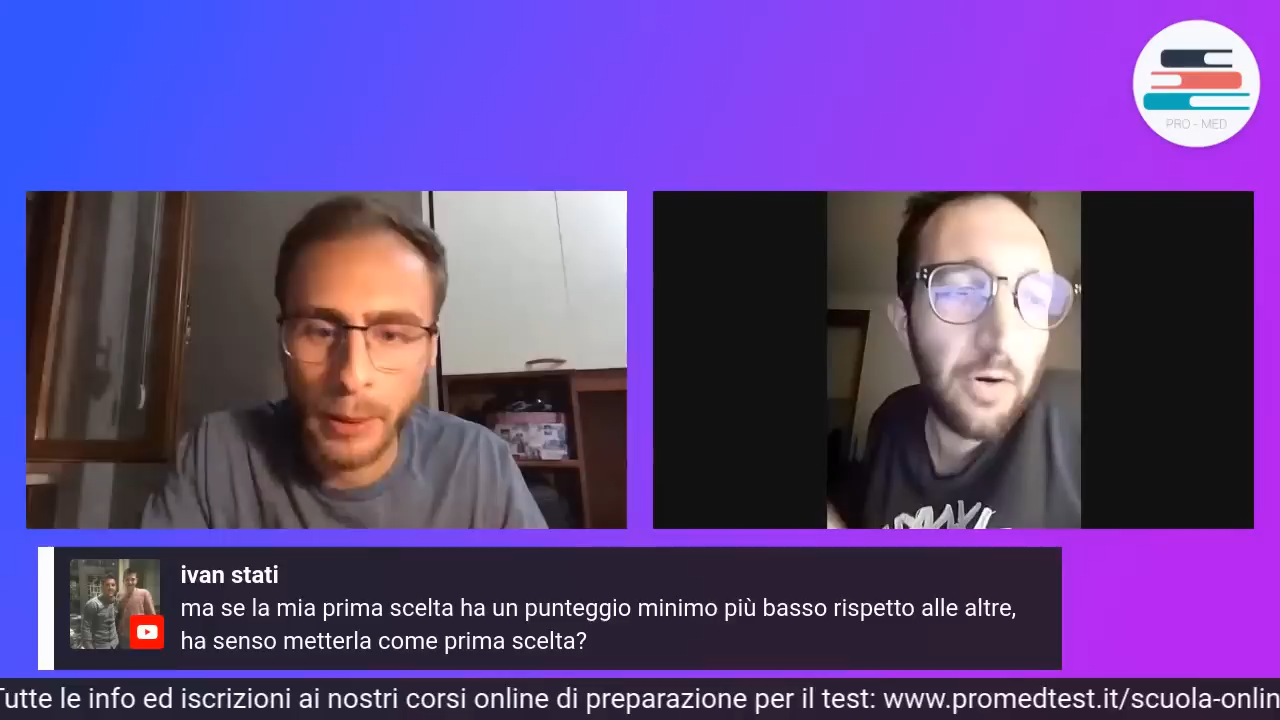 PRO - MED
ivan stati
ma se la mia prima scelta ha un punteggio minimo più basso rispetto alle altre,
ha senso metterla come prima scelta?
Tutte le info ed iscrizioni ai nostri corsi online di preparazione per il test: www.promedtest.it/scuola-onlin